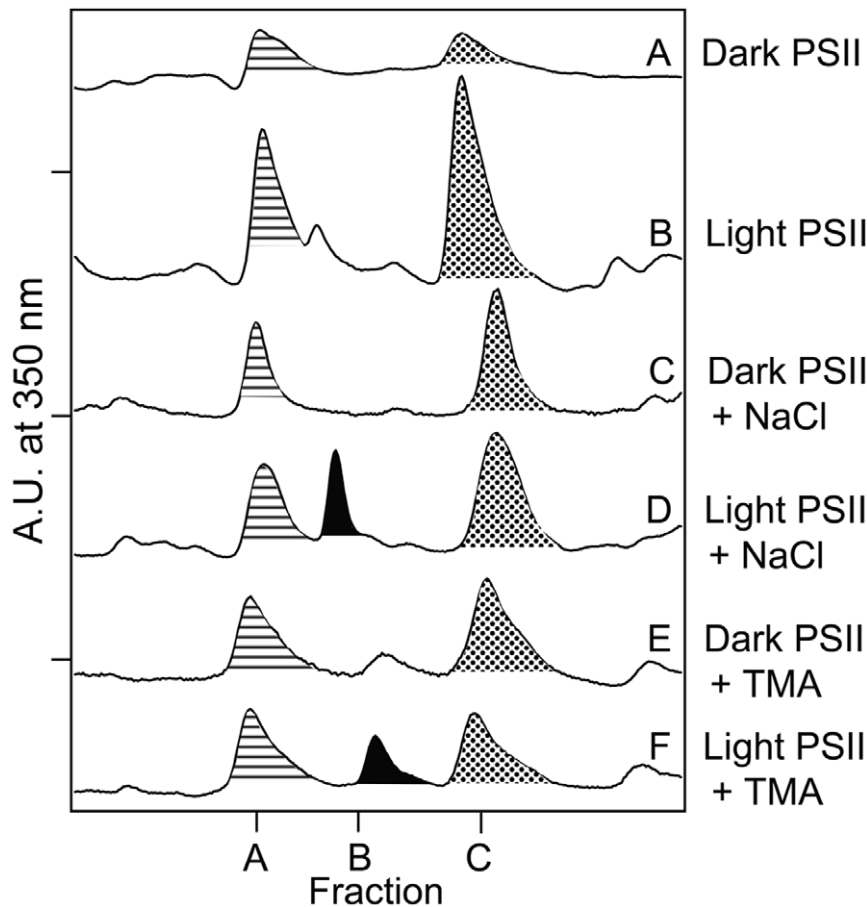 A Dark PSII
B Light PSII
C Dark PSII
+ NaCl
D Light PSII
+ NaCl
E Dark PSII
+ TMA
F Light PSII
+ TMA
A.U. at 350 nm
A B C
Fraction